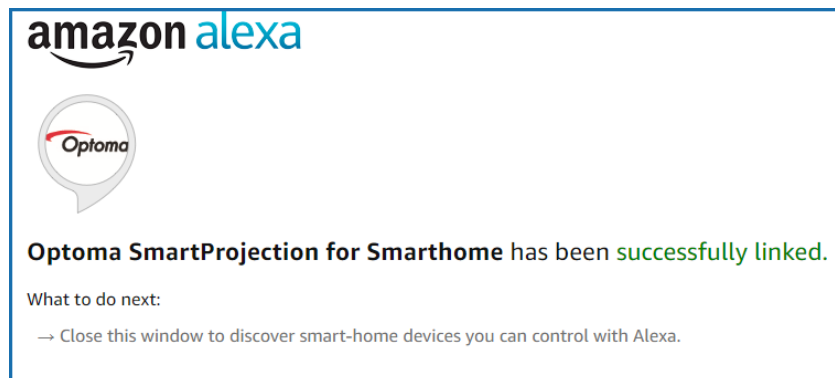 amazon alexa
Optoma
Optoma SmartProjection for Smarthome has been successfully linked.
What to do next:
→ Close this window to discover smart-home devices you can control with Alexa.